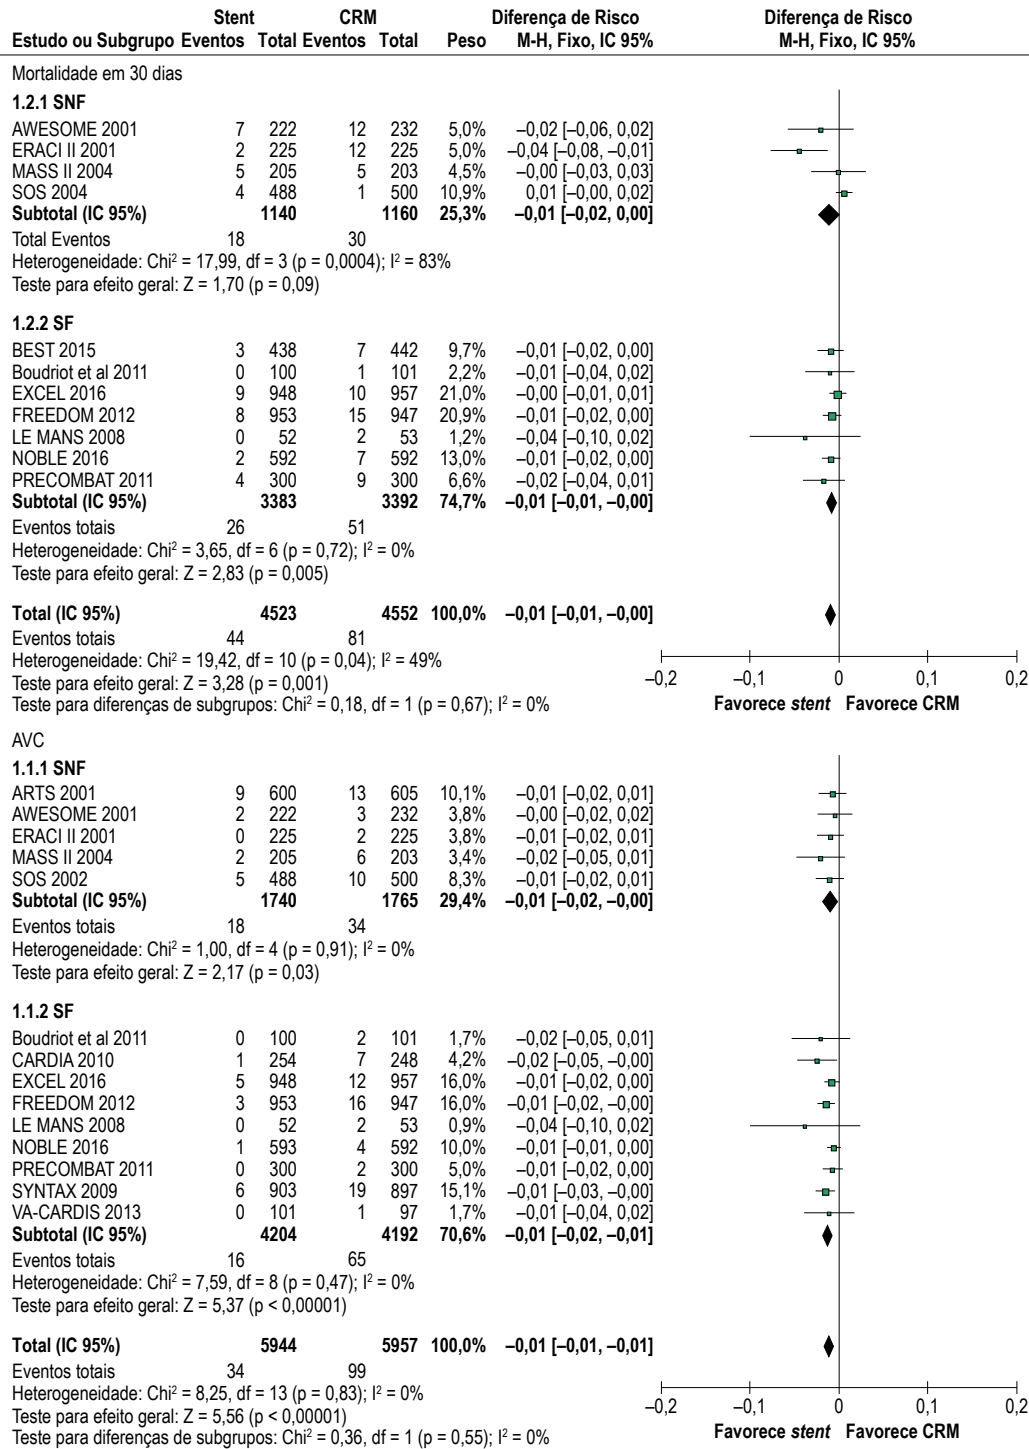 Stent CRM Diferença de Risco Diferença de Risco
Estudo ou Subgrupo Eventos Total Eventos Total Peso M-H, Fixo, IC 95% M-H, Fixo, IC 95%
Mortalidade em 30 dias
1.2.1 SNF
AWESOME 2001 7 222 12 232 5,0% –0,02 [–0,06, 0,02]
ERACI II 2001 2 225 12 225 5,0% –0,04 [–0,08, –0,01]
MASS II 2004 5 205 5 203 4,5% –0,00 [–0,03, 0,03]
SOS 2004 4 488 1 500 10,9% 0,01 [–0,00, 0,02]
Subtotal (IC 95%) 1140 1160 25,3% –0,01 [–0,02, 0,00]
Total Eventos 18 30
Heterogeneidade: Chi² = 17,99, df = 3 (p = 0,0004); I² = 83%
Teste para efeito geral: Z = 1,70 (p = 0,09)
1.2.2 SF
BEST 2015 3 438 7 442 9,7% –0,01 [–0,02, 0,00]
Boudriot et al 2011 0 100 1 101 2,2% –0,01 [–0,04, 0,02]
EXCEL 2016 9 948 10 957 21,0% –0,00 [–0,01, 0,01]
FREEDOM 2012 8 953 15 947 20,9% –0,01 [–0,02, 0,00]
LE MANS 2008 0 52 2 53 1,2% –0,04 [–0,10, 0,02]
NOBLE 2016 2 592 7 592 13,0% –0,01 [–0,02, 0,00]
PRECOMBAT 2011 4 300 9 300 6,6% –0,02 [–0,04, 0,01]
Subtotal (IC 95%) 3383 3392 74,7% –0,01 [–0,01, –0,00]
Eventos totais 26 51
Heterogeneidade: Chi² = 3,65, df = 6 (p = 0,72); I² = 0%
Teste para efeito geral: Z = 2,83 (p = 0,005)
Total (IC 95%) 4523 4552 100,0% –0,01 [–0,01, –0,00]
Eventos totais 44 81
Heterogeneidade: Chi² = 19,42, df = 10 (p = 0,04); I² = 49%
Teste para efeito geral: Z = 3,28 (p = 0,001)
Teste para diferenças de subgrupos: Chi² = 0,18, df = 1 (p = 0,67); I² = 0%
–0,2 –0,1 0 0,1 0,2
Favorece stent Favorece CRM
AVC
1.1.1 SNF
ARTS 2001 9 600 13 605 10,1% –0,01 [–0,02, 0,01]
AWESOME 2001 2 222 3 232 3,8% –0,00 [–0,02, 0,02]
ERACI II 2001 0 225 2 225 3,8% –0,01 [–0,02, 0,01]
MASS II 2004 2 205 6 203 3,4% –0,02 [–0,05, 0,01]
SOS 2002 5 488 10 500 8,3% –0,01 [–0,02, 0,01]
Subtotal (IC 95%) 1740 1765 29,4% –0,01 [–0,02, –0,00]
Eventos totais 18 34
Heterogeneidade: Chi² = 1,00, df = 4 (p = 0,91); I² = 0%
Teste para efeito geral: Z = 2,17 (p = 0,03)
1.1.2 SF
Boudriot et al 2011 0 100 2 101 1,7% –0,02 [–0,05, 0,01]
CARDIA 2010 1 254 7 248 4,2% –0,02 [–0,05, –0,00]
EXCEL 2016 5 948 12 957 16,0% –0,01 [–0,02, 0,00]
FREEDOM 2012 3 953 16 947 16,0% –0,01 [–0,02, –0,00]
LE MANS 2008 0 52 2 53 0,9% –0,04 [–0,10, 0,02]
NOBLE 2016 1 593 4 592 10,0% –0,01 [–0,01, 0,00]
PRECOMBAT 2011 0 300 2 300 5,0% –0,01 [–0,02, 0,00]
SYNTAX 2009 6 903 19 897 15,1% –0,01 [–0,03, –0,00]
VA-CARDIS 2013 0 101 1 97 1,7% –0,01 [–0,04, 0,02]
Subtotal (IC 95%) 4204 4192 70,6% –0,01 [–0,02, –0,01]
Eventos totais 16 65
Heterogeneidade: Chi² = 7,59, df = 8 (p = 0,47); I² = 0%
Teste para efeito geral: Z = 5,37 (p < 0,00001)
Total (IC 95%) 5944 5957 100,0% –0,01 [–0,01, –0,01]
Eventos totais 34 99
Heterogeneidade: Chi² = 8,25, df = 13 (p = 0,83); I² = 0%
Teste para efeito geral: Z = 5,56 (p < 0,00001)
Teste para diferenças de subgrupos: Chi² = 0,36, df = 1 (p = 0,55); I² = 0%
–0,2 –0,1 0 0,1 0,2
Favorece stent Favorece CRM